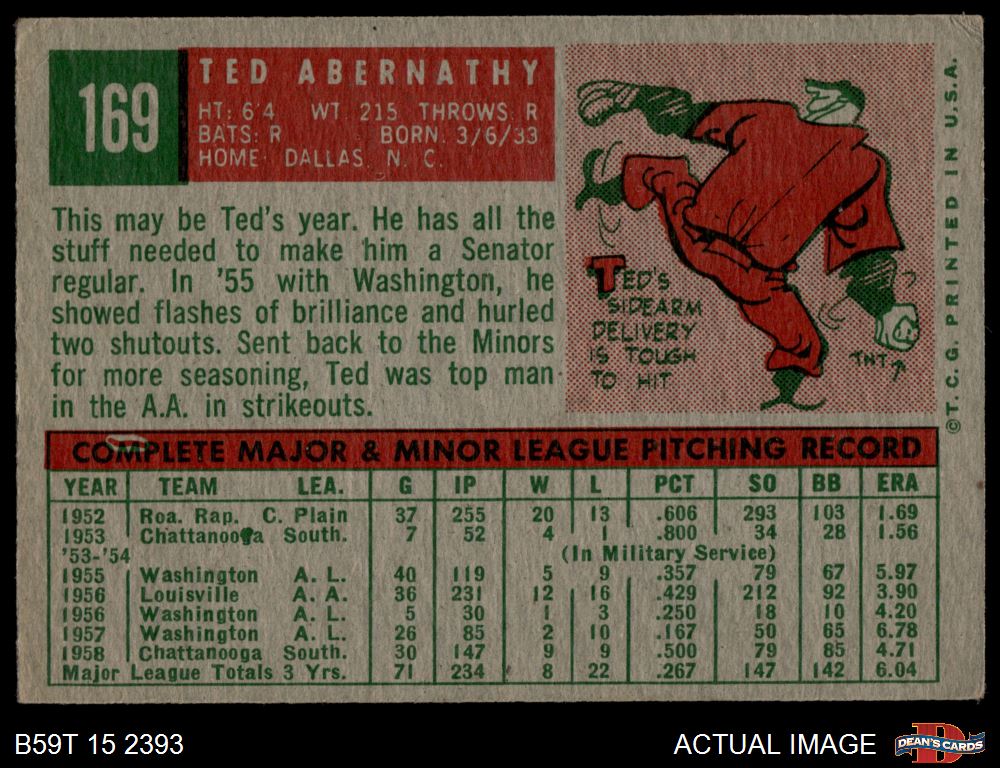 169
TED ABERNATHY
HT: 6'4 WT. 215 THROWS: R
BATS: R BORN: 3/6/33
HOME: DALLAS, N. C.
This may be Ted's year. He has all the
stuff needed to make him a Senator
regular. In '55 with Washington, he
showed flashes of brilliance and hurled
two shutouts. Sent back to the Minors
for more seasoning, Ted was top man
in the A.A. in strikeouts.
TED'S
SIDEARM
DELIVERY
IS TOUGH
TO HIT
TNT
© T. C. G. PRINTED IN U.S.A.
COMPLETE MAJOR & MINOR LEAGUE PITCHING RECORD
YEAR TEAM LEA. G IP W L PCT SO BB ERA
1952 Roa. Rap. C. Plain 37 255 20 13 .606 293 103 1.69
1953 Chattanooga South. 7 52 4 1 .800 34 28 1.56
'53-'54 (In Military Service)
1955 Washington A. L. 40 119 5 9 .357 79 67 5.97
1956 Louisville A. A. 36 231 12 16 .429 212 92 3.90
1956 Washington A. L. 5 30 1 3 .250 18 10 4.20
1957 Washington A. L. 26 85 2 10 .167 50 65 6.78
1958 Chattanooga South. 30 147 9 9 .500 79 85 4.71
Major League Totals 3 Yrs. 71 234 8 22 .267 147 142 6.04
B59T 15 2393
ACTUAL IMAGE
DEAN'S CARDS